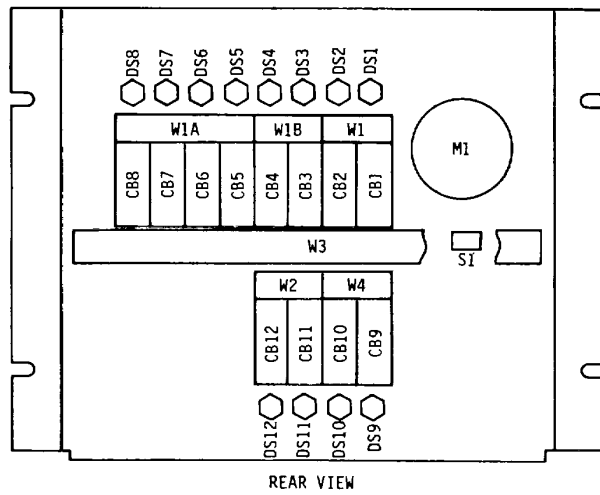 DS8 DS7 DS6 DS5 DS4 DS3 DS2 DS1
W1A W1B W1
M1
CB8 CB7 CB6 CB5 CB4 CB3 CB2 CB1
W3
S1
W2 W4
CB12 CB11 CB10 CB9
DS12 DS11 DS10 DS9
REAR VIEW